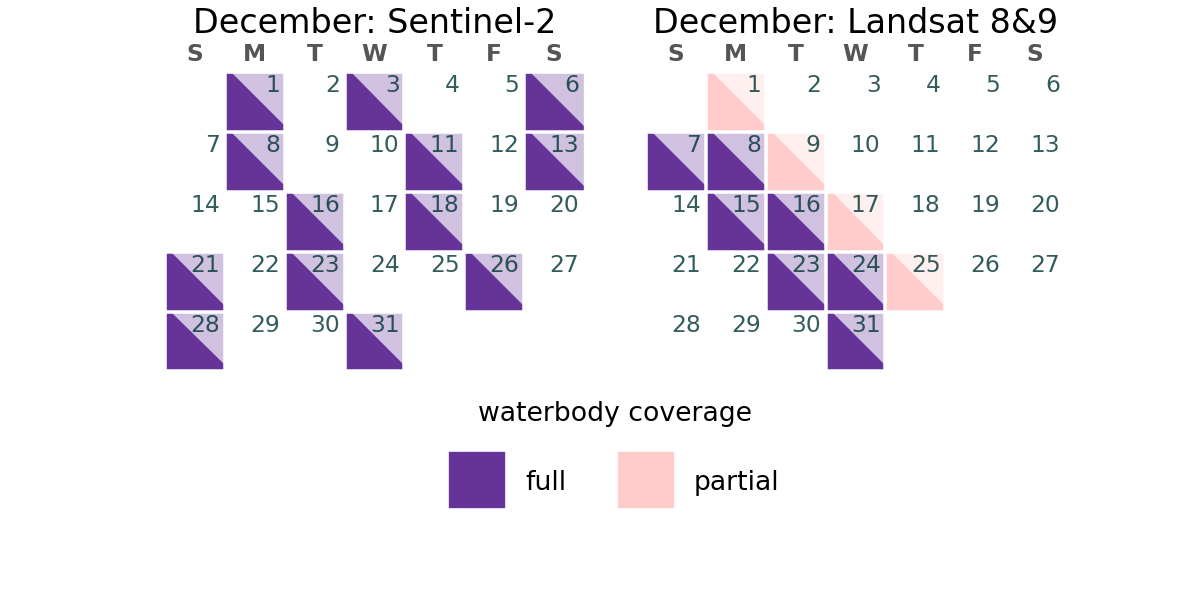 December: Sentinel-2
S M T W T F S
1 2 3 4 5 6
7 8 9 10 11 12 13
14 15 16 17 18 19 20
21 22 23 24 25 26 27
28 29 30 31
December: Landsat 8&9
S M T W T F S
1 2 3 4 5 6
7 8 9 10 11 12 13
14 15 16 17 18 19 20
21 22 23 24 25 26 27
28 29 30 31
waterbody coverage
full partial